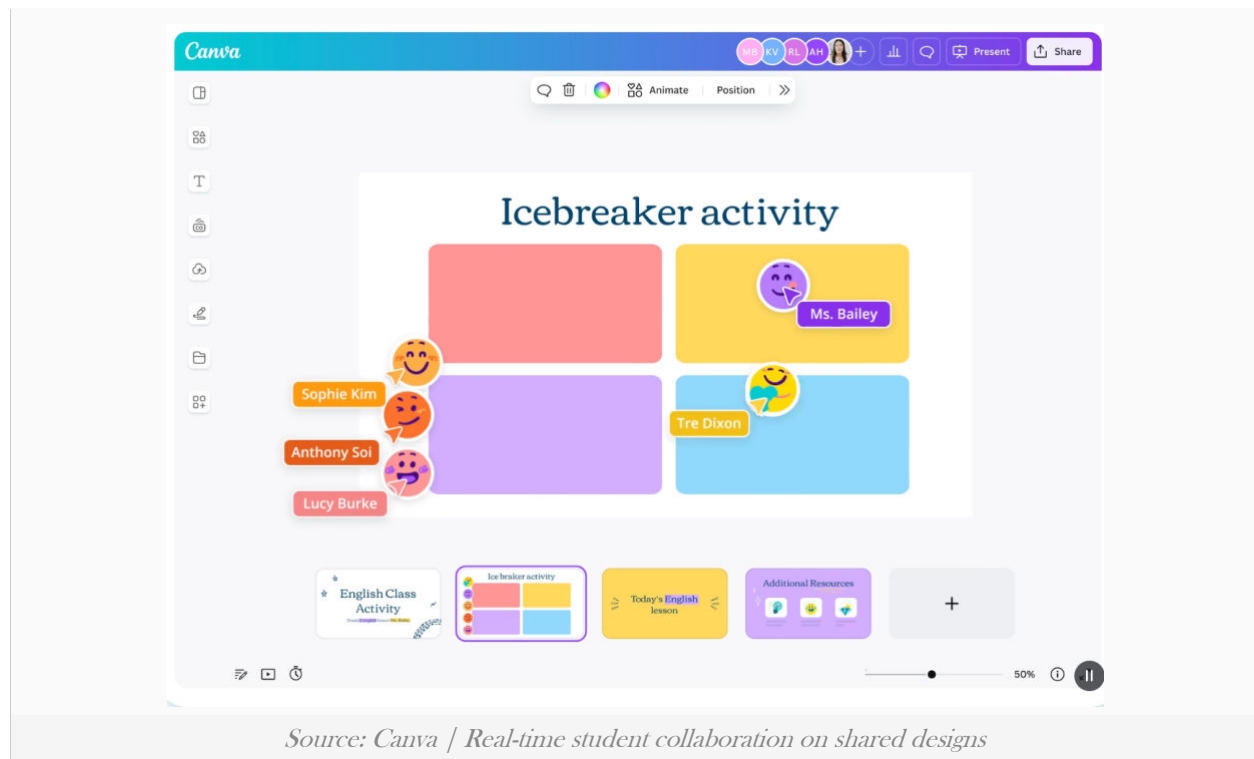 Canva
MB KV RL AH + Present Share
Animate Position
T
Icebreaker activity
Ms. Bailey
Sophie Kim
Tre Dixon
Anthony Soi
Lucy Burke
English Class
Activity
Ice breaker activity
Today's English
lesson
Additional Resources
+
50%
Source: Canva | Real-time student collaboration on shared designs